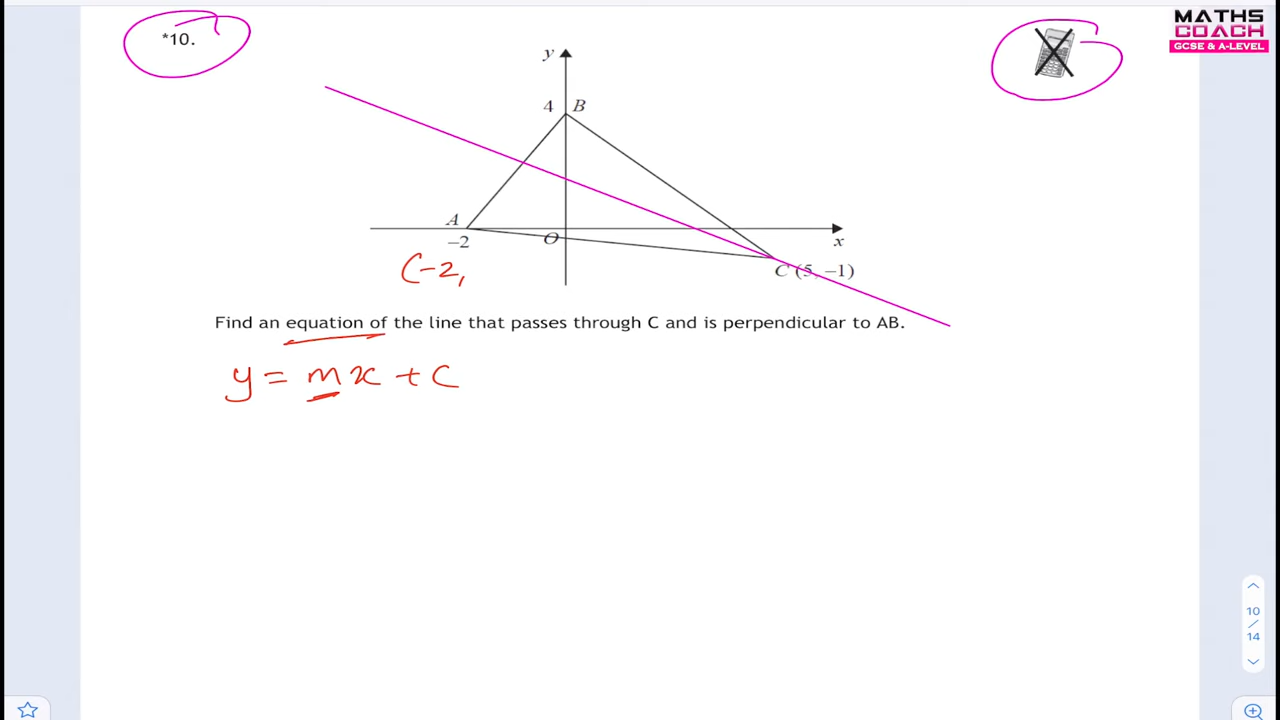 *10.
MATHS
COACH
GCSE & A-LEVEL
y
4 B
A
-2 O x
(-2, C (5, -1)
Find an equation of the line that passes through C and is perpendicular to AB.
y = mx + c
10
/
14